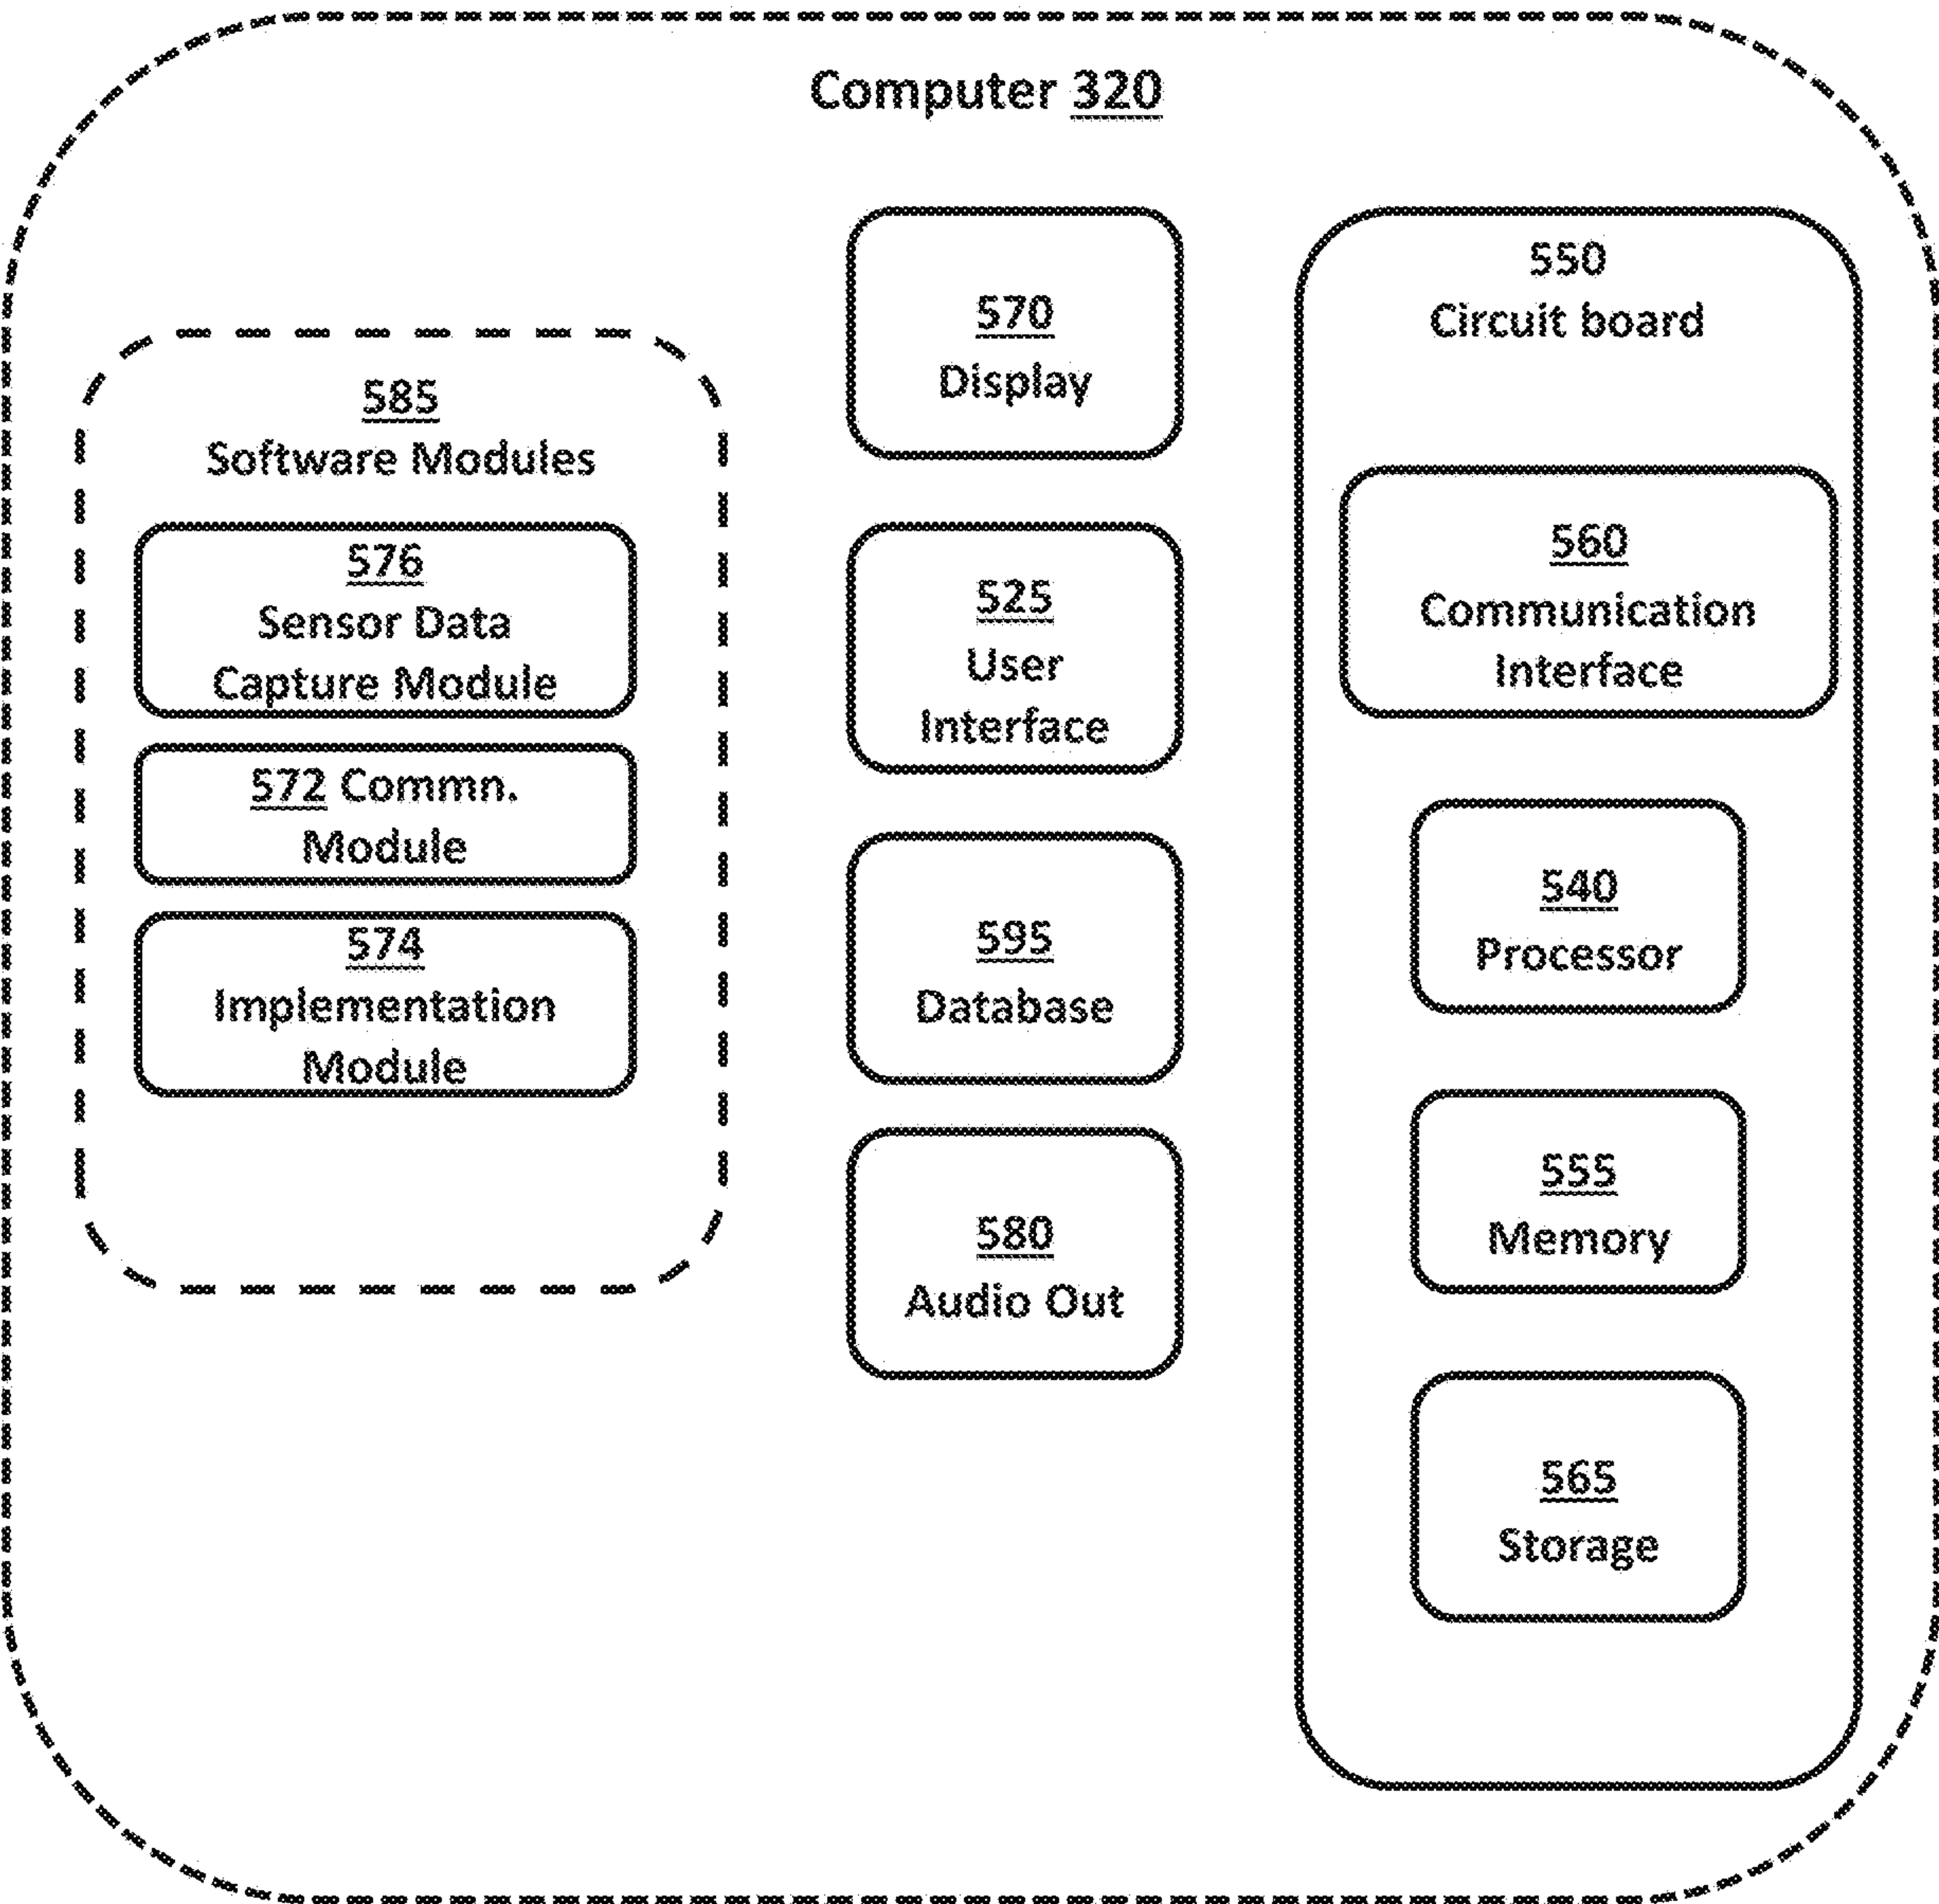 Computer 320
585
Software Modules
576
Sensor Data
Capture Module
572 Commn.
Module
574
Implementation
Module
570
Display
525
User
Interface
595
Database
580
Audio Out
550
Circuit board
560
Communication
Interface
540
Processor
555
Memory
565
Storage